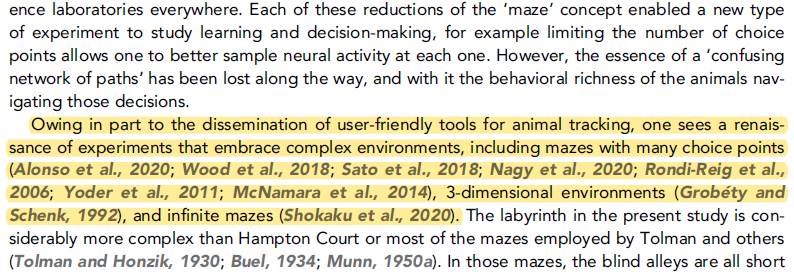 ence laboratories everywhere. Each of these reductions of the ‘maze’ concept enabled a new type
of experiment to study learning and decision-making, for example limiting the number of choice
points allows one to better sample neural activity at each one. However, the essence of a ‘confusing
network of paths’ has been lost along the way, and with it the behavioral richness of the animals nav-
igating those decisions.
Owing in part to the dissemination of user-friendly tools for animal tracking, one sees a renais-
sance of experiments that embrace complex environments, including mazes with many choice points
(Alonso et al., 2020; Wood et al., 2018; Sato et al., 2018; Nagy et al., 2020; Rondi-Reig et al.,
2006; Yoder et al., 2011; McNamara et al., 2014), 3-dimensional environments (Grobéty and
Schenk, 1992), and infinite mazes (Shokaku et al., 2020). The labyrinth in the present study is con-
siderably more complex than Hampton Court or most of the mazes employed by Tolman and others
(Tolman and Honzik, 1930; Buel, 1934; Munn, 1950a). In those mazes, the blind alleys are all short